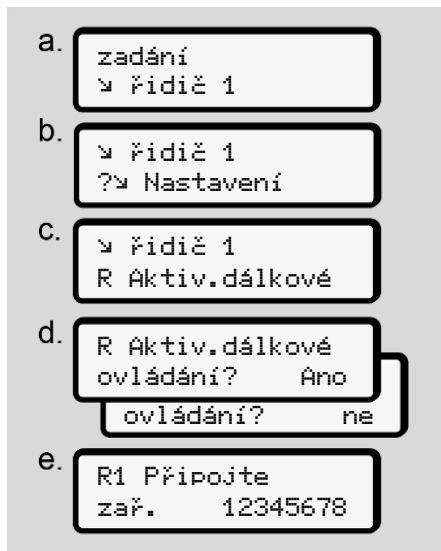 a.
zadání
↘ řidič 1
b.
↘ řidič 1
?↘ Nastavení
c.
↘ řidič 1
R Aktiv.dálkové
d.
R Aktiv.dálkové
ovládání? Ano
ovládání? ne
e.
R1 Připojte
zař. 12345678